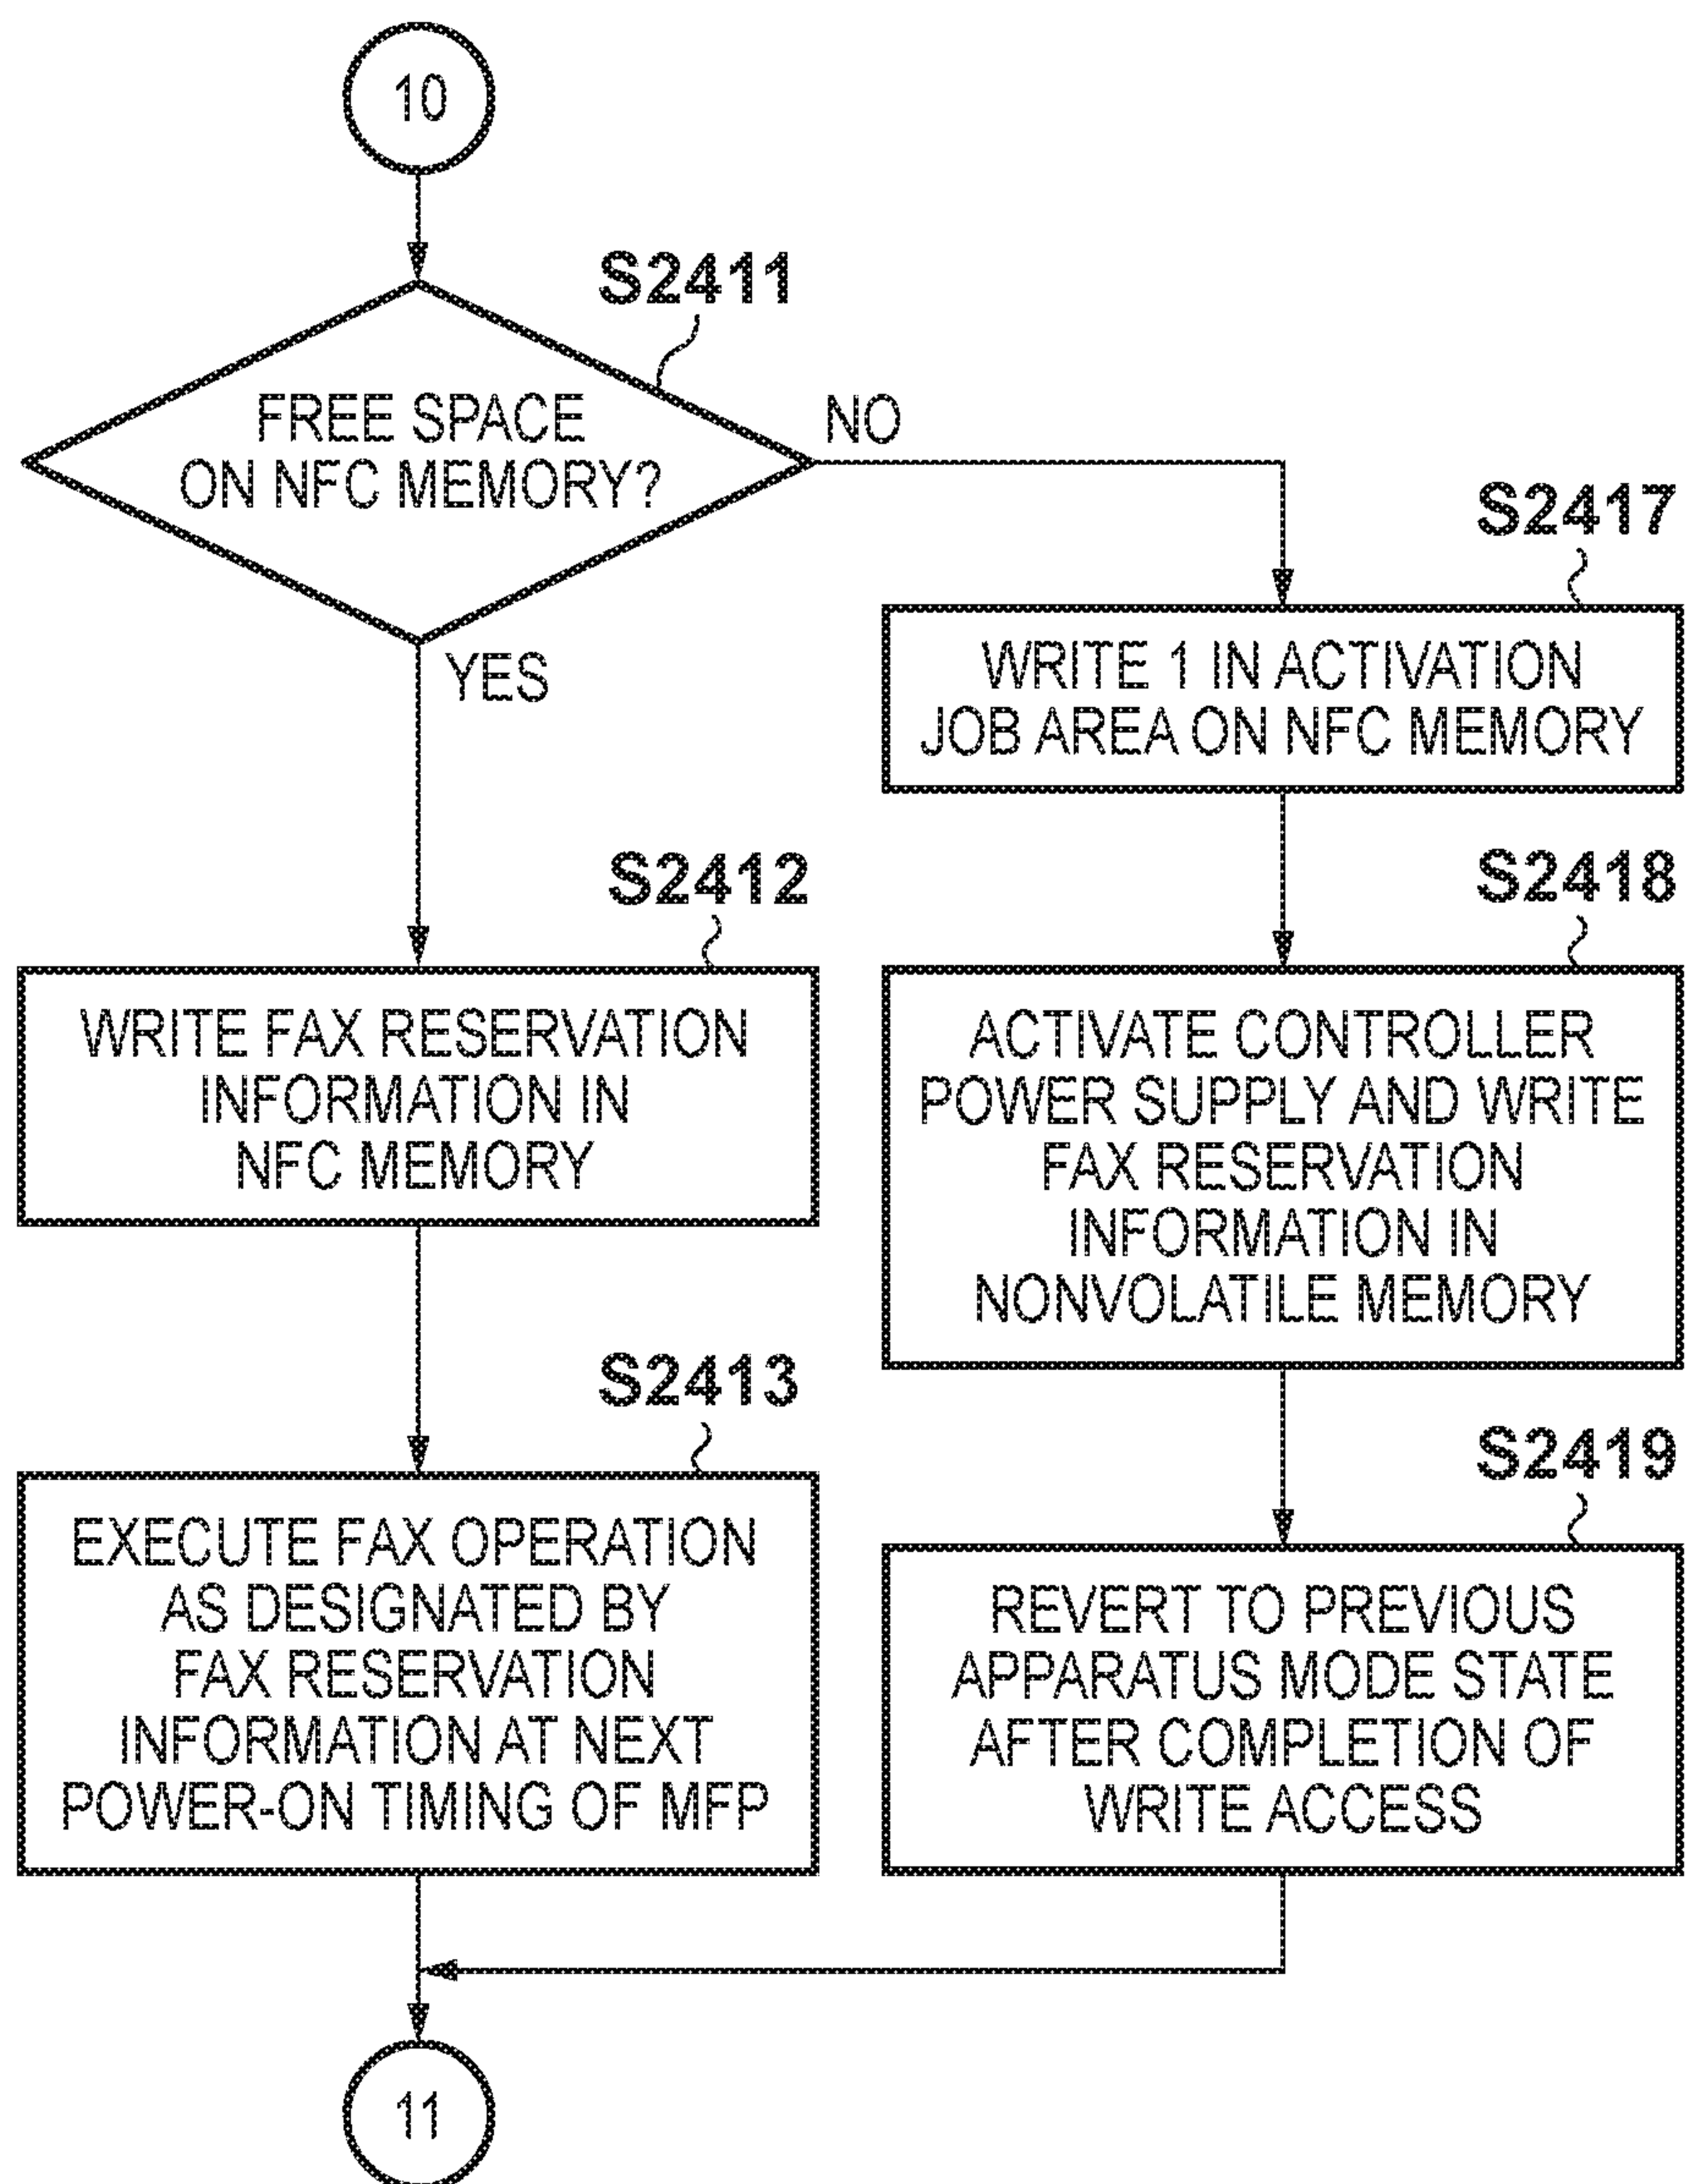 10
S2411
FREE SPACE
ON NFC MEMORY?
NO
YES
S2417
WRITE 1 IN ACTIVATION
JOB AREA ON NFC MEMORY
S2412
WRITE FAX RESERVATION
INFORMATION IN
NFC MEMORY
S2418
ACTIVATE CONTROLLER
POWER SUPPLY AND WRITE
FAX RESERVATION
INFORMATION IN
NONVOLATILE MEMORY
S2413
EXECUTE FAX OPERATION
AS DESIGNATED BY
FAX RESERVATION
INFORMATION AT NEXT
POWER-ON TIMING OF MFP
S2419
REVERT TO PREVIOUS
APPARATUS MODE STATE
AFTER COMPLETION OF
WRITE ACCESS
11